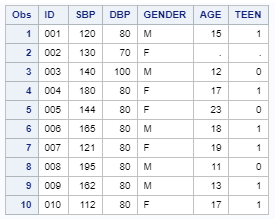 Obs ID SBP DBP GENDER AGE TEEN
1 001 120 80 M 15 1
2 002 130 70 F . .
3 003 140 100 M 12 0
4 004 180 80 F 17 1
5 005 144 80 F 23 0
6 006 165 80 M 18 1
7 007 121 80 F 19 1
8 008 195 80 M 11 0
9 009 162 80 M 13 1
10 010 112 80 F 17 1